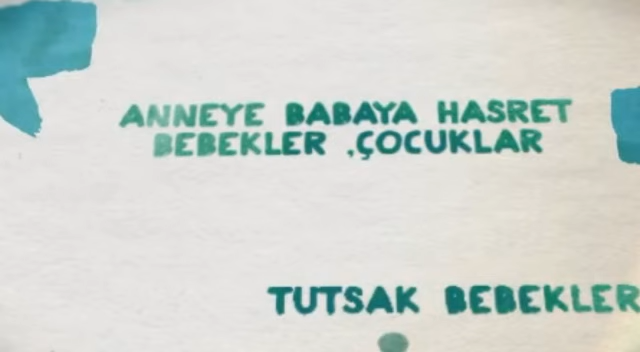 ANNEYE BABAYA HASRET
BEBEKLER ,ÇOCUKLAR
TUTSAK BEBEKLER